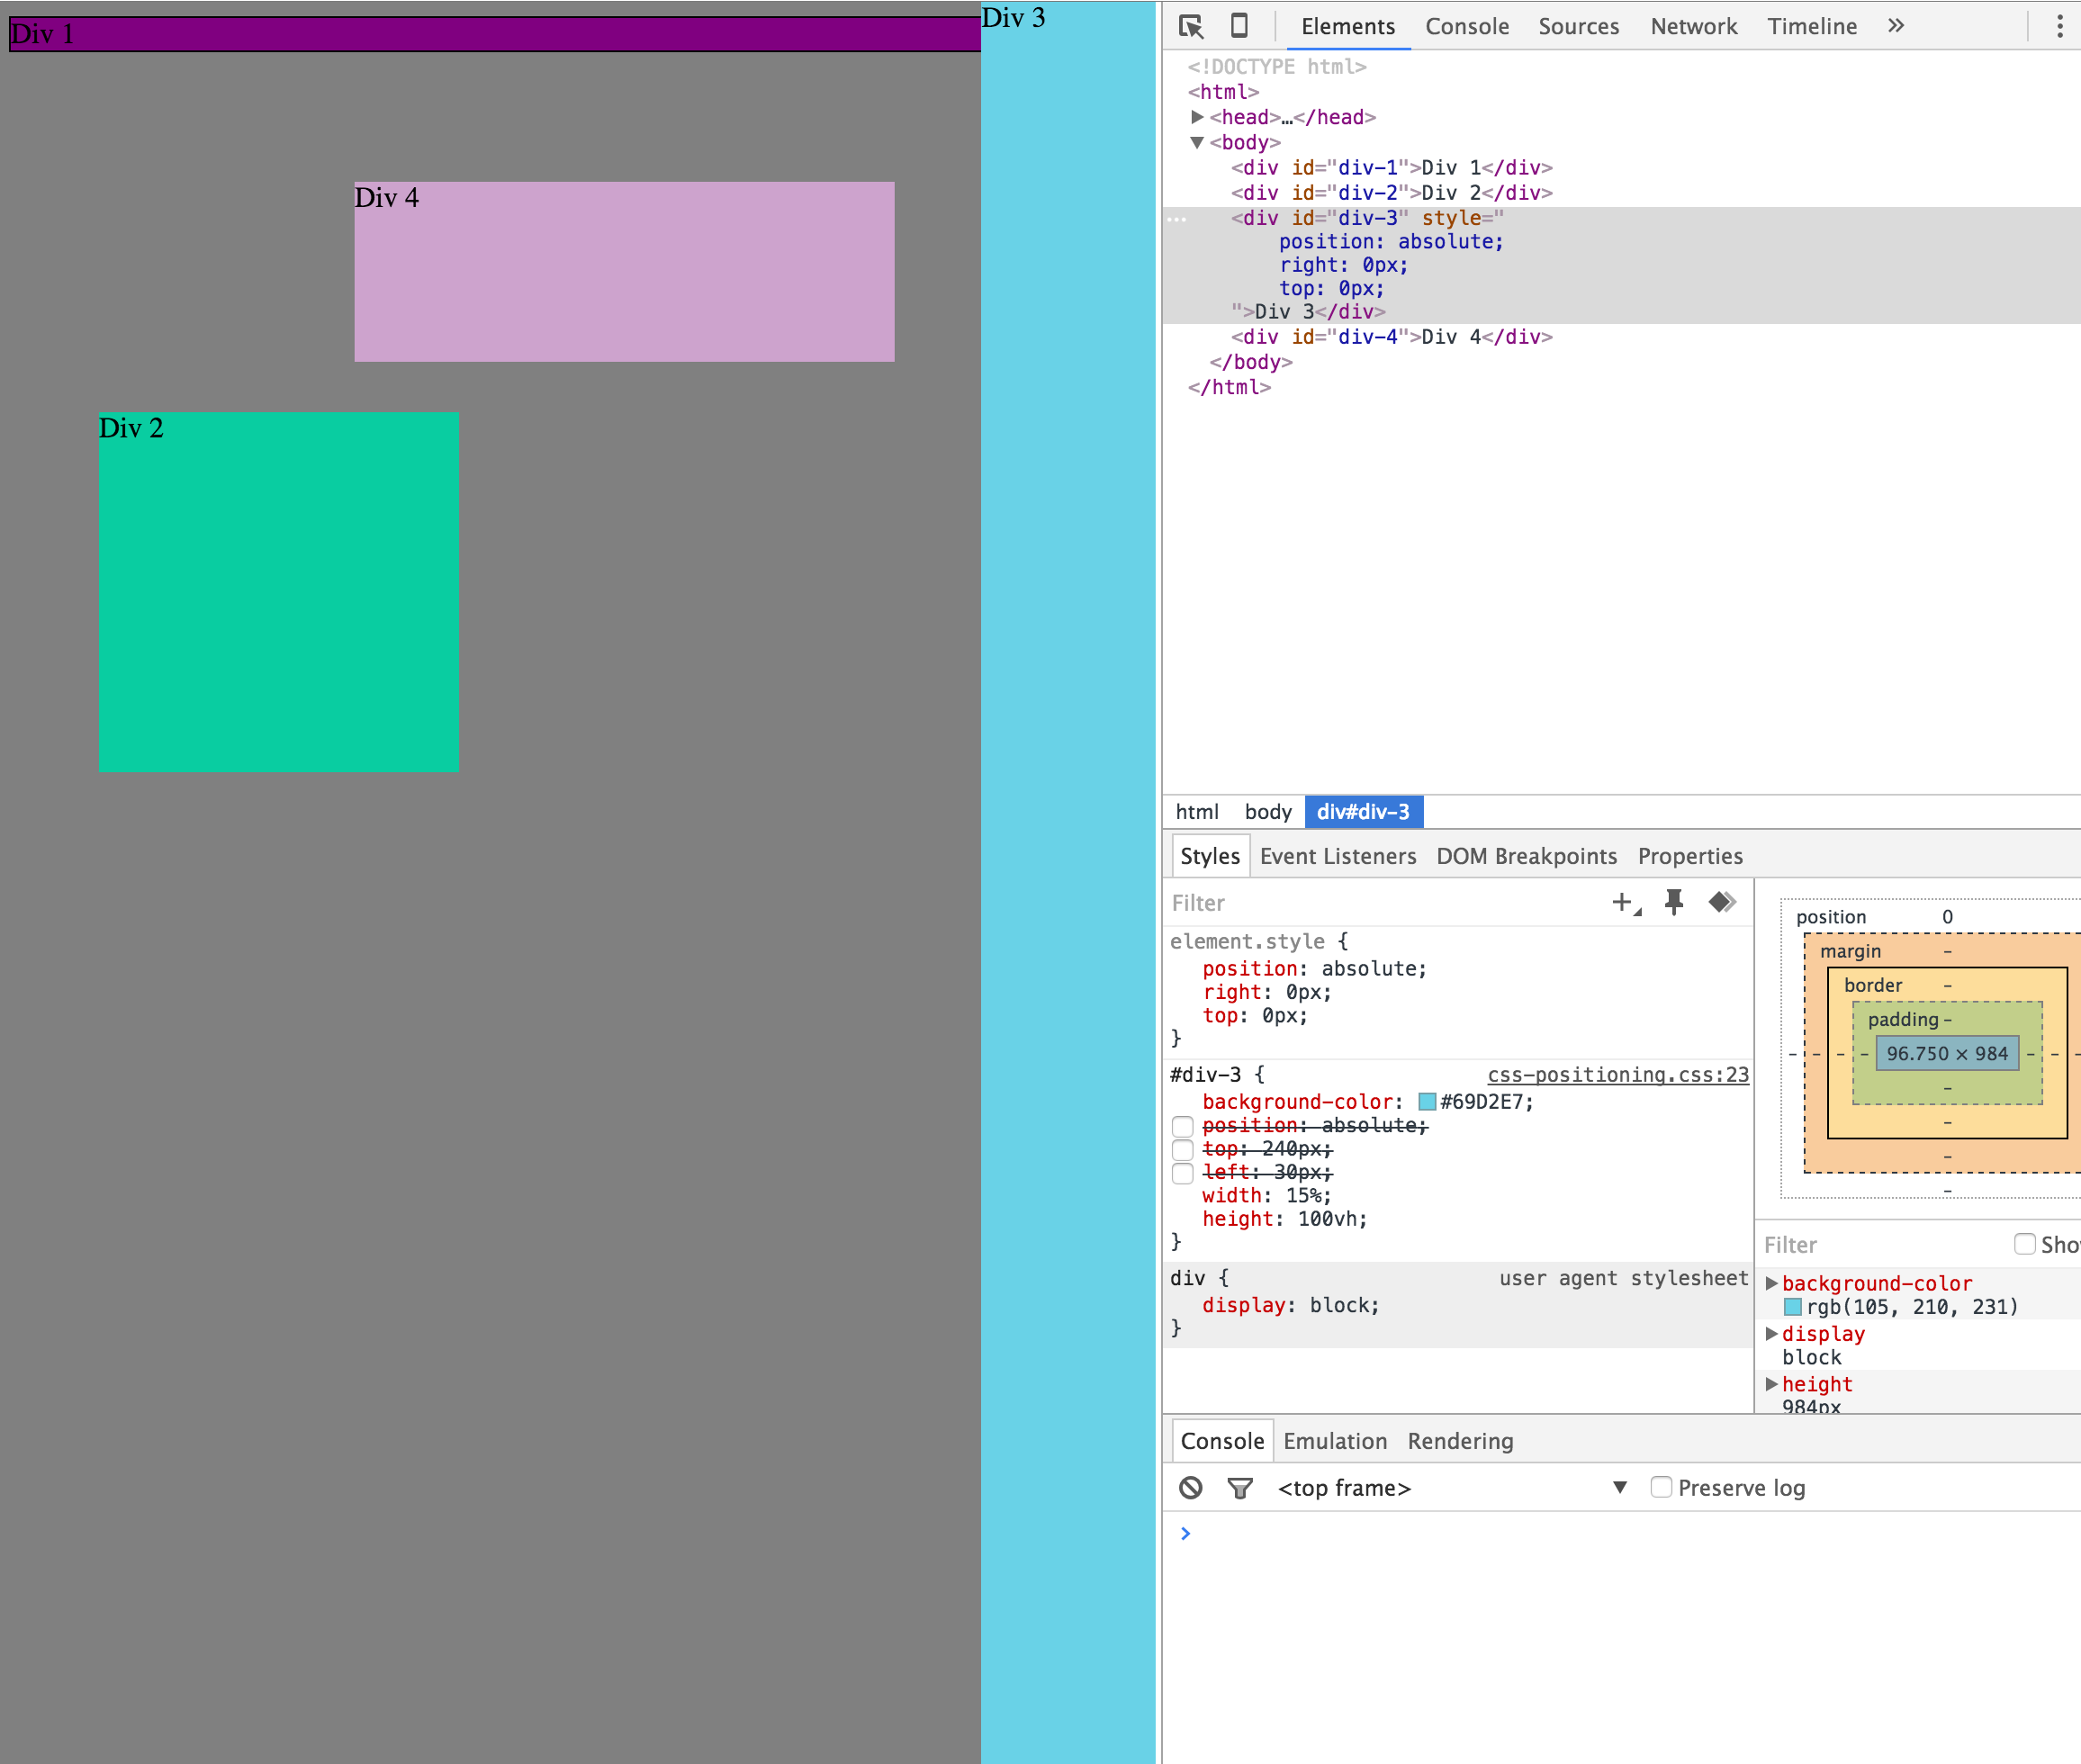 Div 1
Div 3
Div 4
Div 2
Elements Console Sources Network Timeline »
<!DOCTYPE html>
<html>
▶<head>…</head>
▼<body>
<div id="div-1">Div 1</div>
<div id="div-2">Div 2</div>
<div id="div-3" style="
position: absolute;
right: 0px;
top: 0px;
">Div 3</div>
<div id="div-4">Div 4</div>
</body>
</html>
html body div#div-3
Styles Event Listeners DOM Breakpoints Properties
Filter
element.style {
position: absolute;
right: 0px;
top: 0px;
}
#div-3 { css-positioning.css:23
background-color: #69D2E7;
position: absolute;
top: 240px;
left: 30px;
width: 15%;
height: 100vh;
}
div { user agent stylesheet
display: block;
}
position 0
margin -
border -
padding -
- - - - 96.750 × 984 - - -
-
-
-
-
Filter Sho
background-color
rgb(105, 210, 231)
display
block
height
984px
Console Emulation Rendering
<top frame> ▼ Preserve log
>